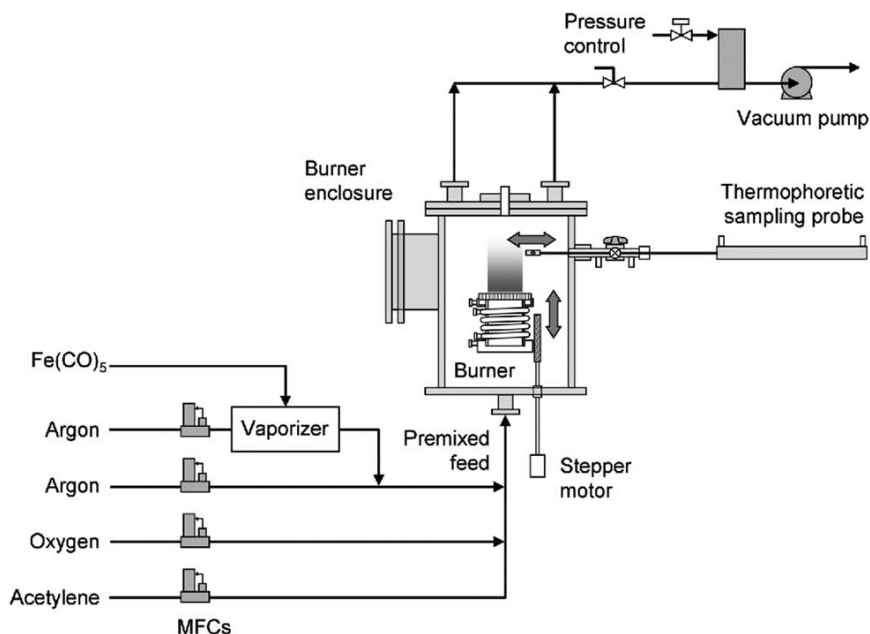 Pressure
control
Vacuum pump
Burner
enclosure
Thermophoretic
sampling probe
Burner
Fe(CO)₅
Argon
Vaporizer
Premixed
feed
Argon
Stepper
motor
Oxygen
Acetylene
MFCs